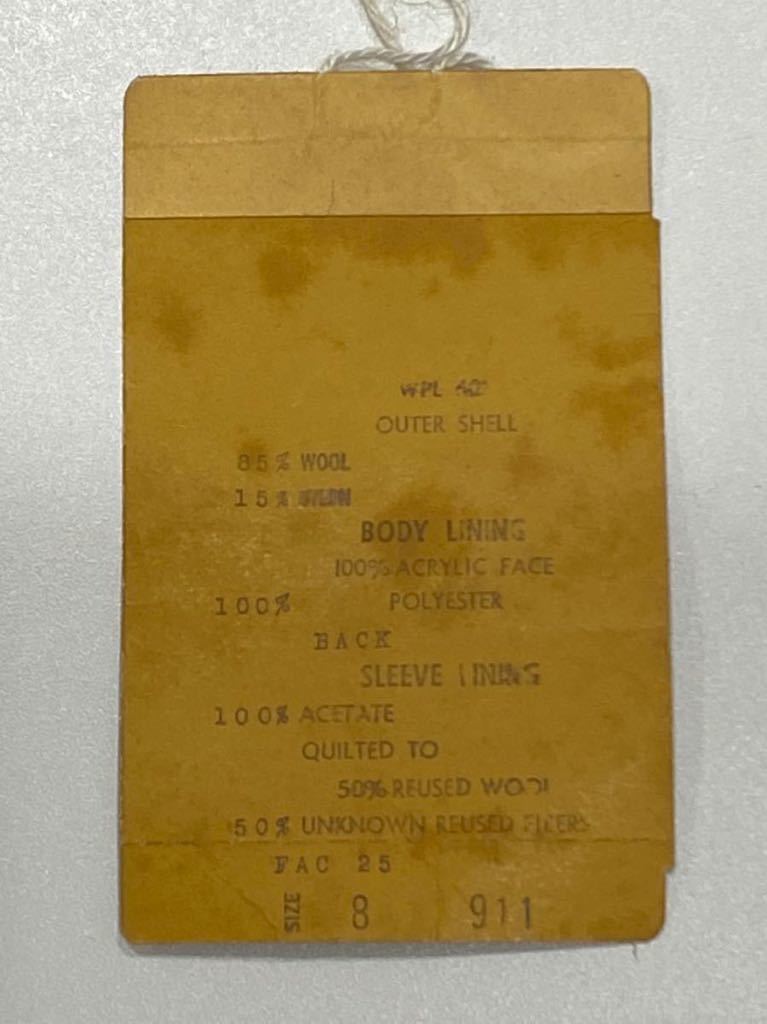 WPL
OUTER SHELL
85% WOOL
15% NYLON
BODY LINING
100% ACRYLIC FACE
100% POLYESTER
BACK
SLEEVE LINING
100% ACETATE
QUILTED TO
50% REUSED WOOL
50% UNKNOWN REUSED FIBERS
FAC 25
SIZE 8 911